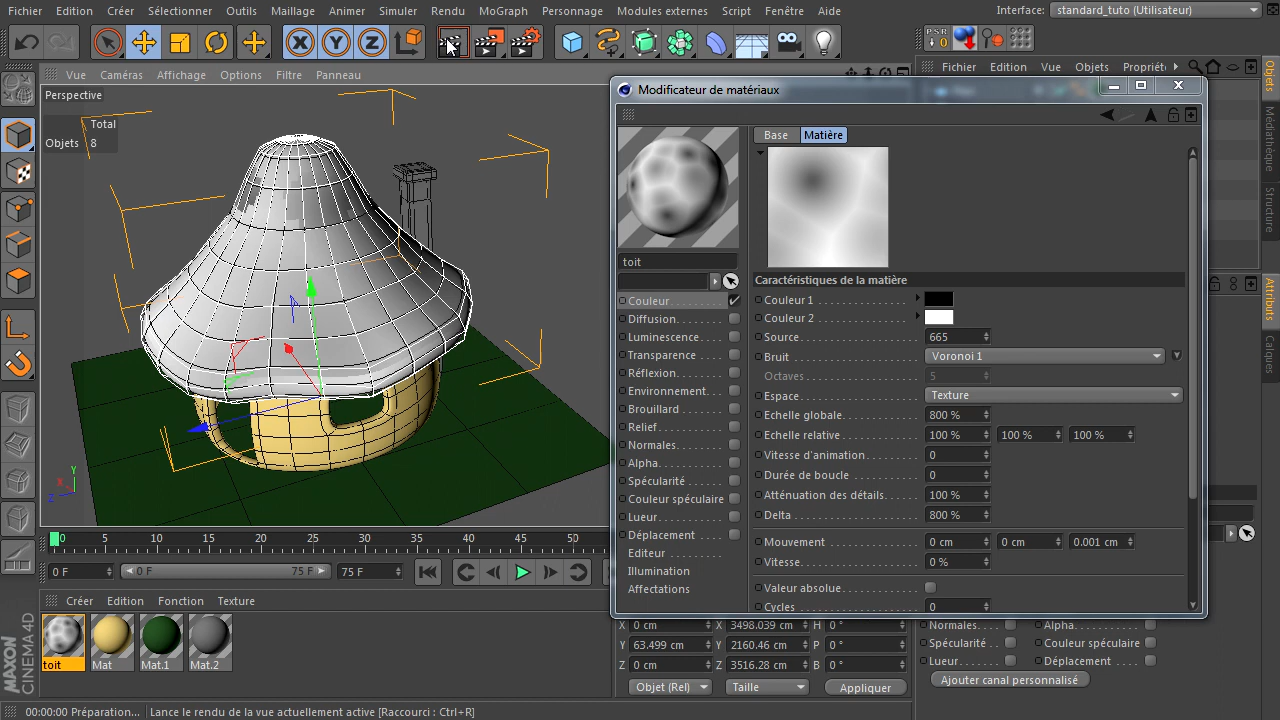 Fichier Edition Créer Sélectionner Outils Maillage Animer Simuler Rendu MoGraph Personnage Modules externes Script Fenêtre Aide Interface: standard_tuto (Utilisateur)
X Y Z PSR 0
Vue Caméras Affichage Options Filtre Panneau
Fichier Edition Vue Objets Proprié
Perspective
Total
Objets 8
Modificateur de matériaux
Base Matière
toit
Couleur
Diffusion
Luminescence
Transparence
Réflexion
Environnement
Brouillard
Relief
Normales
Alpha
Spécularité
Couleur spéculaire
Lueur
Déplacement
Editeur
Illumination
Affectations
Caractéristiques de la matière
Couleur 1
Couleur 2
Source 665
Bruit Voronoi 1
Octaves 5
Espace Texture
Echelle globale 800 %
Echelle relative 100 % 100 % 100 %
Vitesse d'animation 0
Durée de boucle 0
Atténuation des détails 100 %
Delta 800 %
Mouvement 0 cm 0 cm 0.001 cm
Vitesse 0 %
Valeur absolue
Cycles 0
Objets
Médiathèque
Structure
Attributs
Calques
Y
X
Z
0 5 10 15 20 25 30 35 40 45 50
0 F 0 F 75 F 75 F
Créer Edition Fonction Texture
toit Mat Mat.1 Mat.2
X 0 cm X 3498.039 cm H 0 °
Y 63.499 cm Y 2160.46 cm P 0 °
Z 0 cm Z 3516.28 cm B 0 °
Objet (Rel) Taille Appliquer
Normales Alpha
Spécularité Couleur spéculaire
Lueur Déplacement
Ajouter canal personnalisé
MAXON
CINEMA 4D
00:00:00 Préparation... Lance le rendu de la vue actuellement active [Raccourci : Ctrl+R]